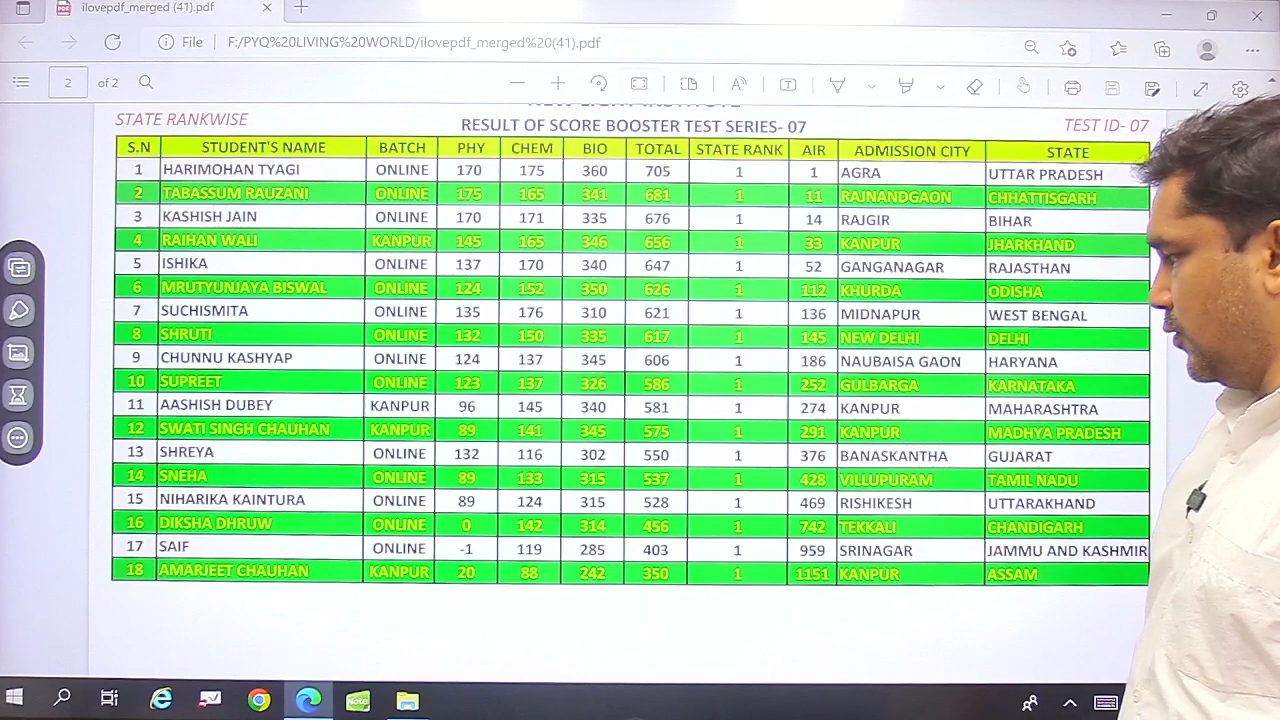 ilovepdf_merged (41).pdf
File F:/PYQ%20LIVING%20WORLD/ilovepdf_merged%20(41).pdf
2 of 2
STATE RANKWISE
RESULT OF SCORE BOOSTER TEST SERIES- 07
TEST ID- 07
S.N STUDENT'S NAME BATCH PHY CHEM BIO TOTAL STATE RANK AIR ADMISSION CITY STATE
1 HARIMOHAN TYAGI ONLINE 170 175 360 705 1 1 AGRA UTTAR PRADESH
2 TABASSUM RAUZANI ONLINE 175 165 341 681 1 11 RAJNANDGAON CHHATTISGARH
3 KASHISH JAIN ONLINE 170 171 335 676 1 14 RAJGIR BIHAR
4 RAIHAN WALI KANPUR 145 165 346 656 1 33 KANPUR JHARKHAND
5 ISHIKA ONLINE 137 170 340 647 1 52 GANGANAGAR RAJASTHAN
6 MRUTYUNJAYA BISWAL ONLINE 124 152 350 626 1 112 KHURDA ODISHA
7 SUCHISMITA ONLINE 135 176 310 621 1 136 MIDNAPUR WEST BENGAL
8 SHRUTI ONLINE 132 150 335 617 1 145 NEW DELHI DELHI
9 CHUNNU KASHYAP ONLINE 124 137 345 606 1 186 NAUBAISA GAON HARYANA
10 SUPREET ONLINE 123 137 326 586 1 252 GULBARGA KARNATAKA
11 AASHISH DUBEY KANPUR 96 145 340 581 1 274 KANPUR MAHARASHTRA
12 SWATI SINGH CHAUHAN KANPUR 89 141 345 575 1 291 KANPUR MADHYA PRADESH
13 SHREYA ONLINE 132 116 302 550 1 376 BANASKANTHA GUJARAT
14 SNEHA ONLINE 89 133 315 537 1 428 VILLUPURAM TAMIL NADU
15 NIHARIKA KAINTURA ONLINE 89 124 315 528 1 469 RISHIKESH UTTARAKHAND
16 DIKSHA DHRUW ONLINE 0 142 314 456 1 742 TEKKALI CHANDIGARH
17 SAIF ONLINE -1 119 285 403 1 959 SRINAGAR JAMMU AND KASHMIR
18 AMARJEET CHAUHAN KANPUR 20 88 242 350 1 1151 KANPUR ASSAM